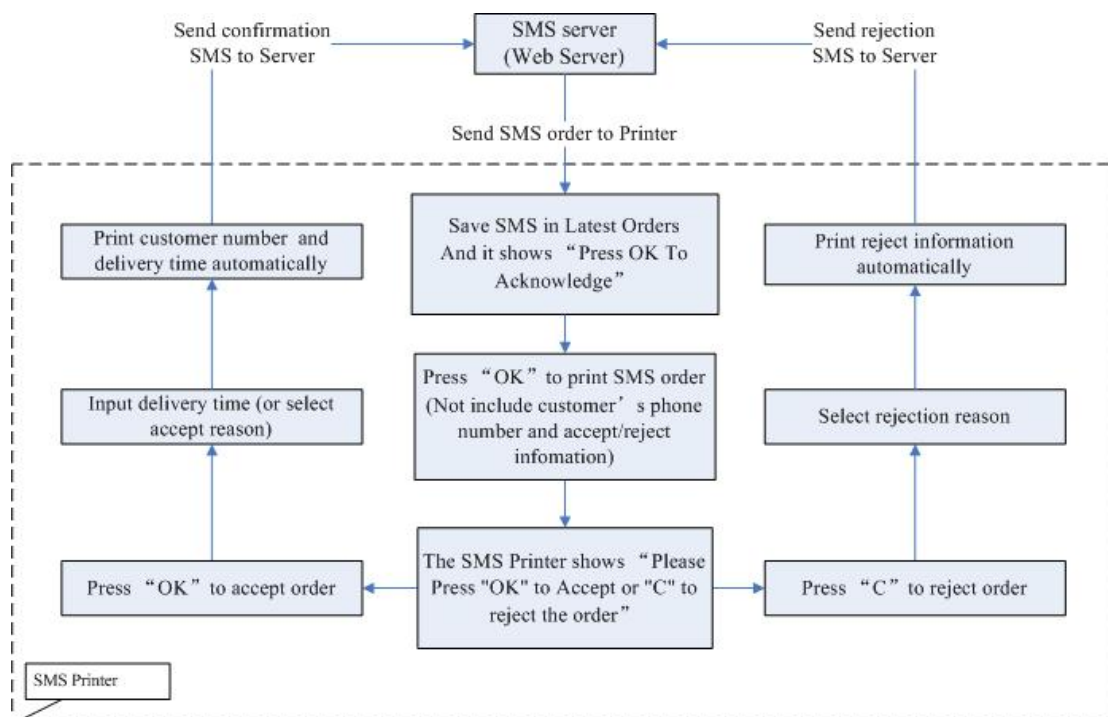 Send confirmation
SMS to Server
SMS server
(Web Server)
Send rejection
SMS to Server
Send SMS order to Printer
Print customer number and
delivery time automatically
Save SMS in Latest Orders
And it shows “Press OK To
Acknowledge”
Print reject information
automatically
Input delivery time (or select
accept reason)
Press “OK” to print SMS order
(Not include customer’s phone
number and accept/reject
infomation)
Select rejection reason
Press “OK” to accept order
The SMS Printer shows “Please
Press "OK" to Accept or "C" to
reject the order”
Press “C” to reject order
SMS Printer